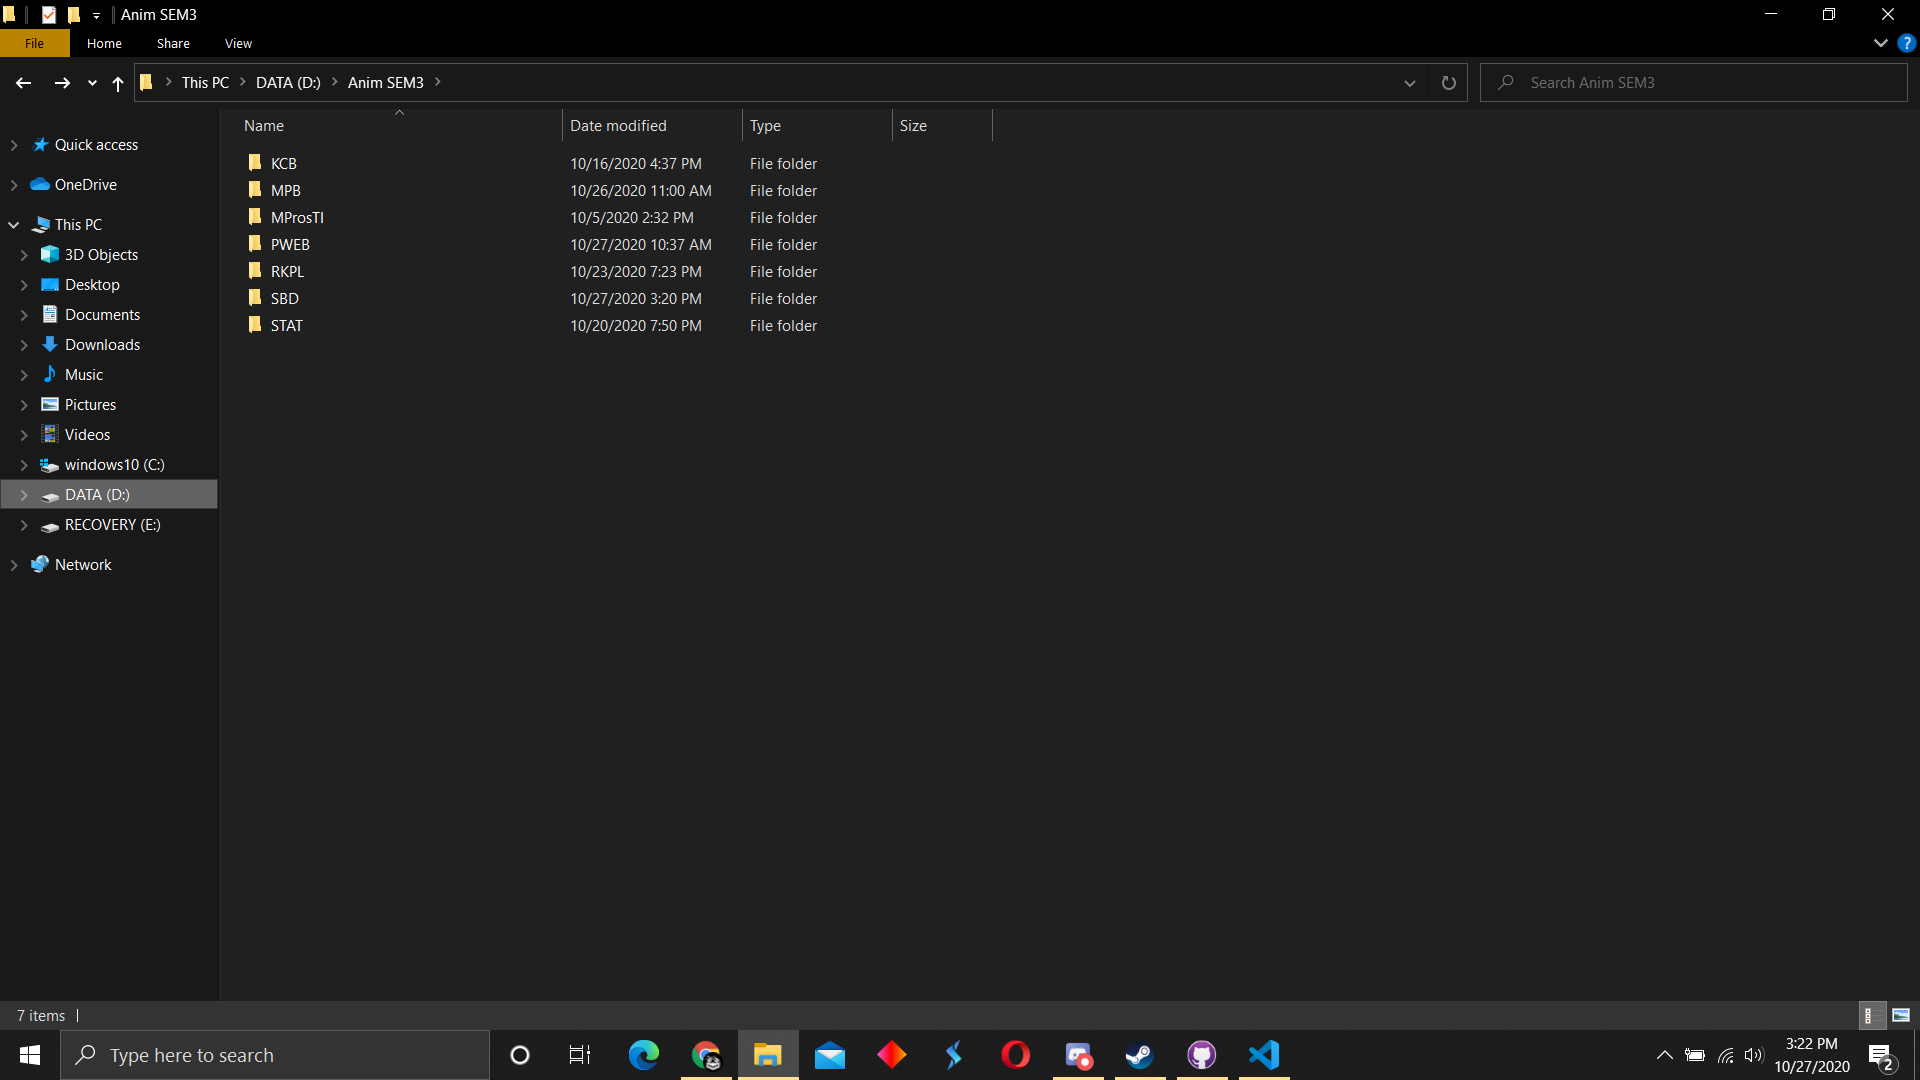 Anim SEM3
File Home Share View
This PC DATA (D:) Anim SEM3
Search Anim SEM3
Name Date modified Type Size
KCB 10/16/2020 4:37 PM File folder
MPB 10/26/2020 11:00 AM File folder
MProsTI 10/5/2020 2:32 PM File folder
PWEB 10/27/2020 10:37 AM File folder
RKPL 10/23/2020 7:23 PM File folder
SBD 10/27/2020 3:20 PM File folder
STAT 10/20/2020 7:50 PM File folder
Quick access
OneDrive
This PC
3D Objects
Desktop
Documents
Downloads
Music
Pictures
Videos
windows10 (C:)
DATA (D:)
RECOVERY (E:)
Network
7 items
Type here to search
3:22 PM
10/27/2020
2